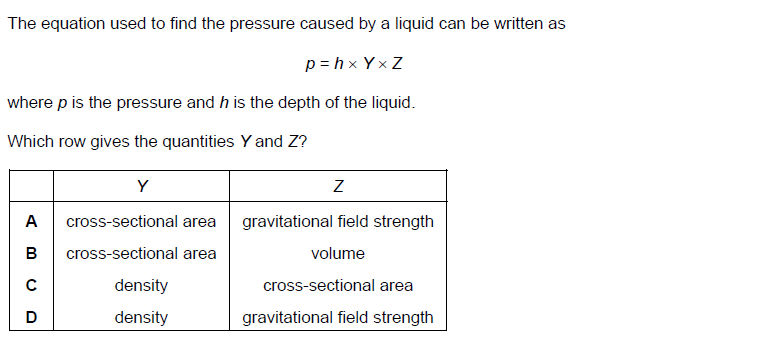 The equation used to find the pressure caused by a liquid can be written as
p = h × Y × Z
where p is the pressure and h is the depth of the liquid.
Which row gives the quantities Y and Z?
Y Z
A cross-sectional area gravitational field strength
B cross-sectional area volume
C density cross-sectional area
D density gravitational field strength